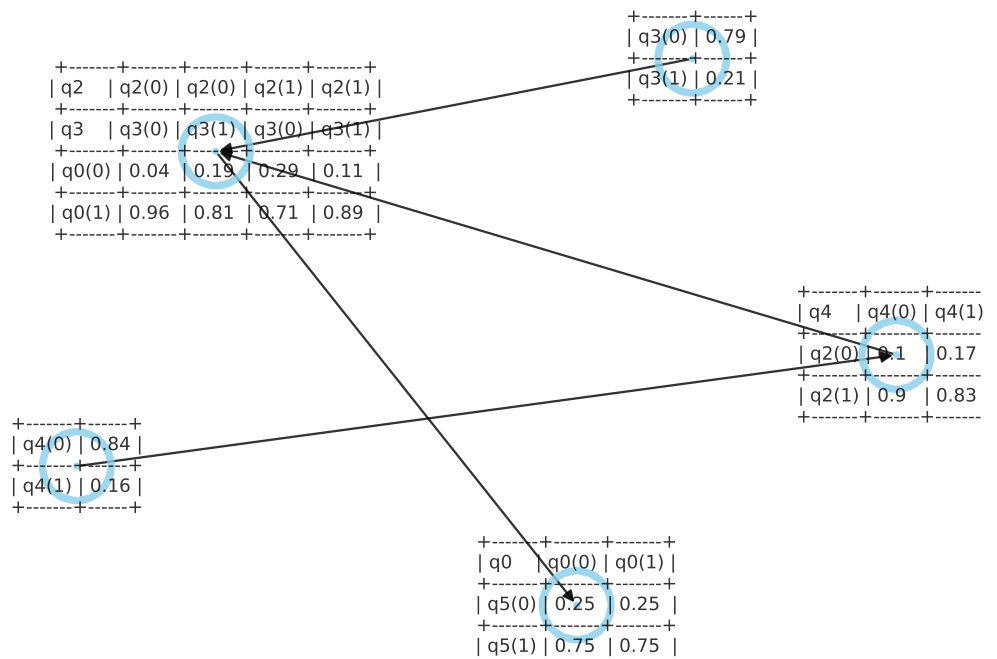 +-------+------+
| q3(0) | 0.79 |
+-------+------+
| q3(1) | 0.21 |
+-------+------+
+-------+-------+-------+-------+-------+
| q2 | q2(0) | q2(0) | q2(1) | q2(1) |
+-------+-------+-------+-------+-------+
| q3 | q3(0) | q3(1) | q3(0) | q3(1) |
+-------+-------+-------+-------+-------+
| q0(0) | 0.04 | 0.19 | 0.29 | 0.11 |
+-------+-------+-------+-------+-------+
| q0(1) | 0.96 | 0.81 | 0.71 | 0.89 |
+-------+-------+-------+-------+-------+
+-------+-------+-------
| q4 | q4(0) | q4(1)
+-------+-------+-------
| q2(0) | 0.1 | 0.17
+-------+-------+-------
| q2(1) | 0.9 | 0.83
+-------+-------+-------
+-------+------+
| q4(0) | 0.84 |
+-------+------+
| q4(1) | 0.16 |
+-------+------+
+-------+-------+-------+
| q0 | q0(0) | q0(1) |
+-------+-------+-------+
| q5(0) | 0.25 | 0.25 |
+-------+-------+-------+
| q5(1) | 0.75 | 0.75 |